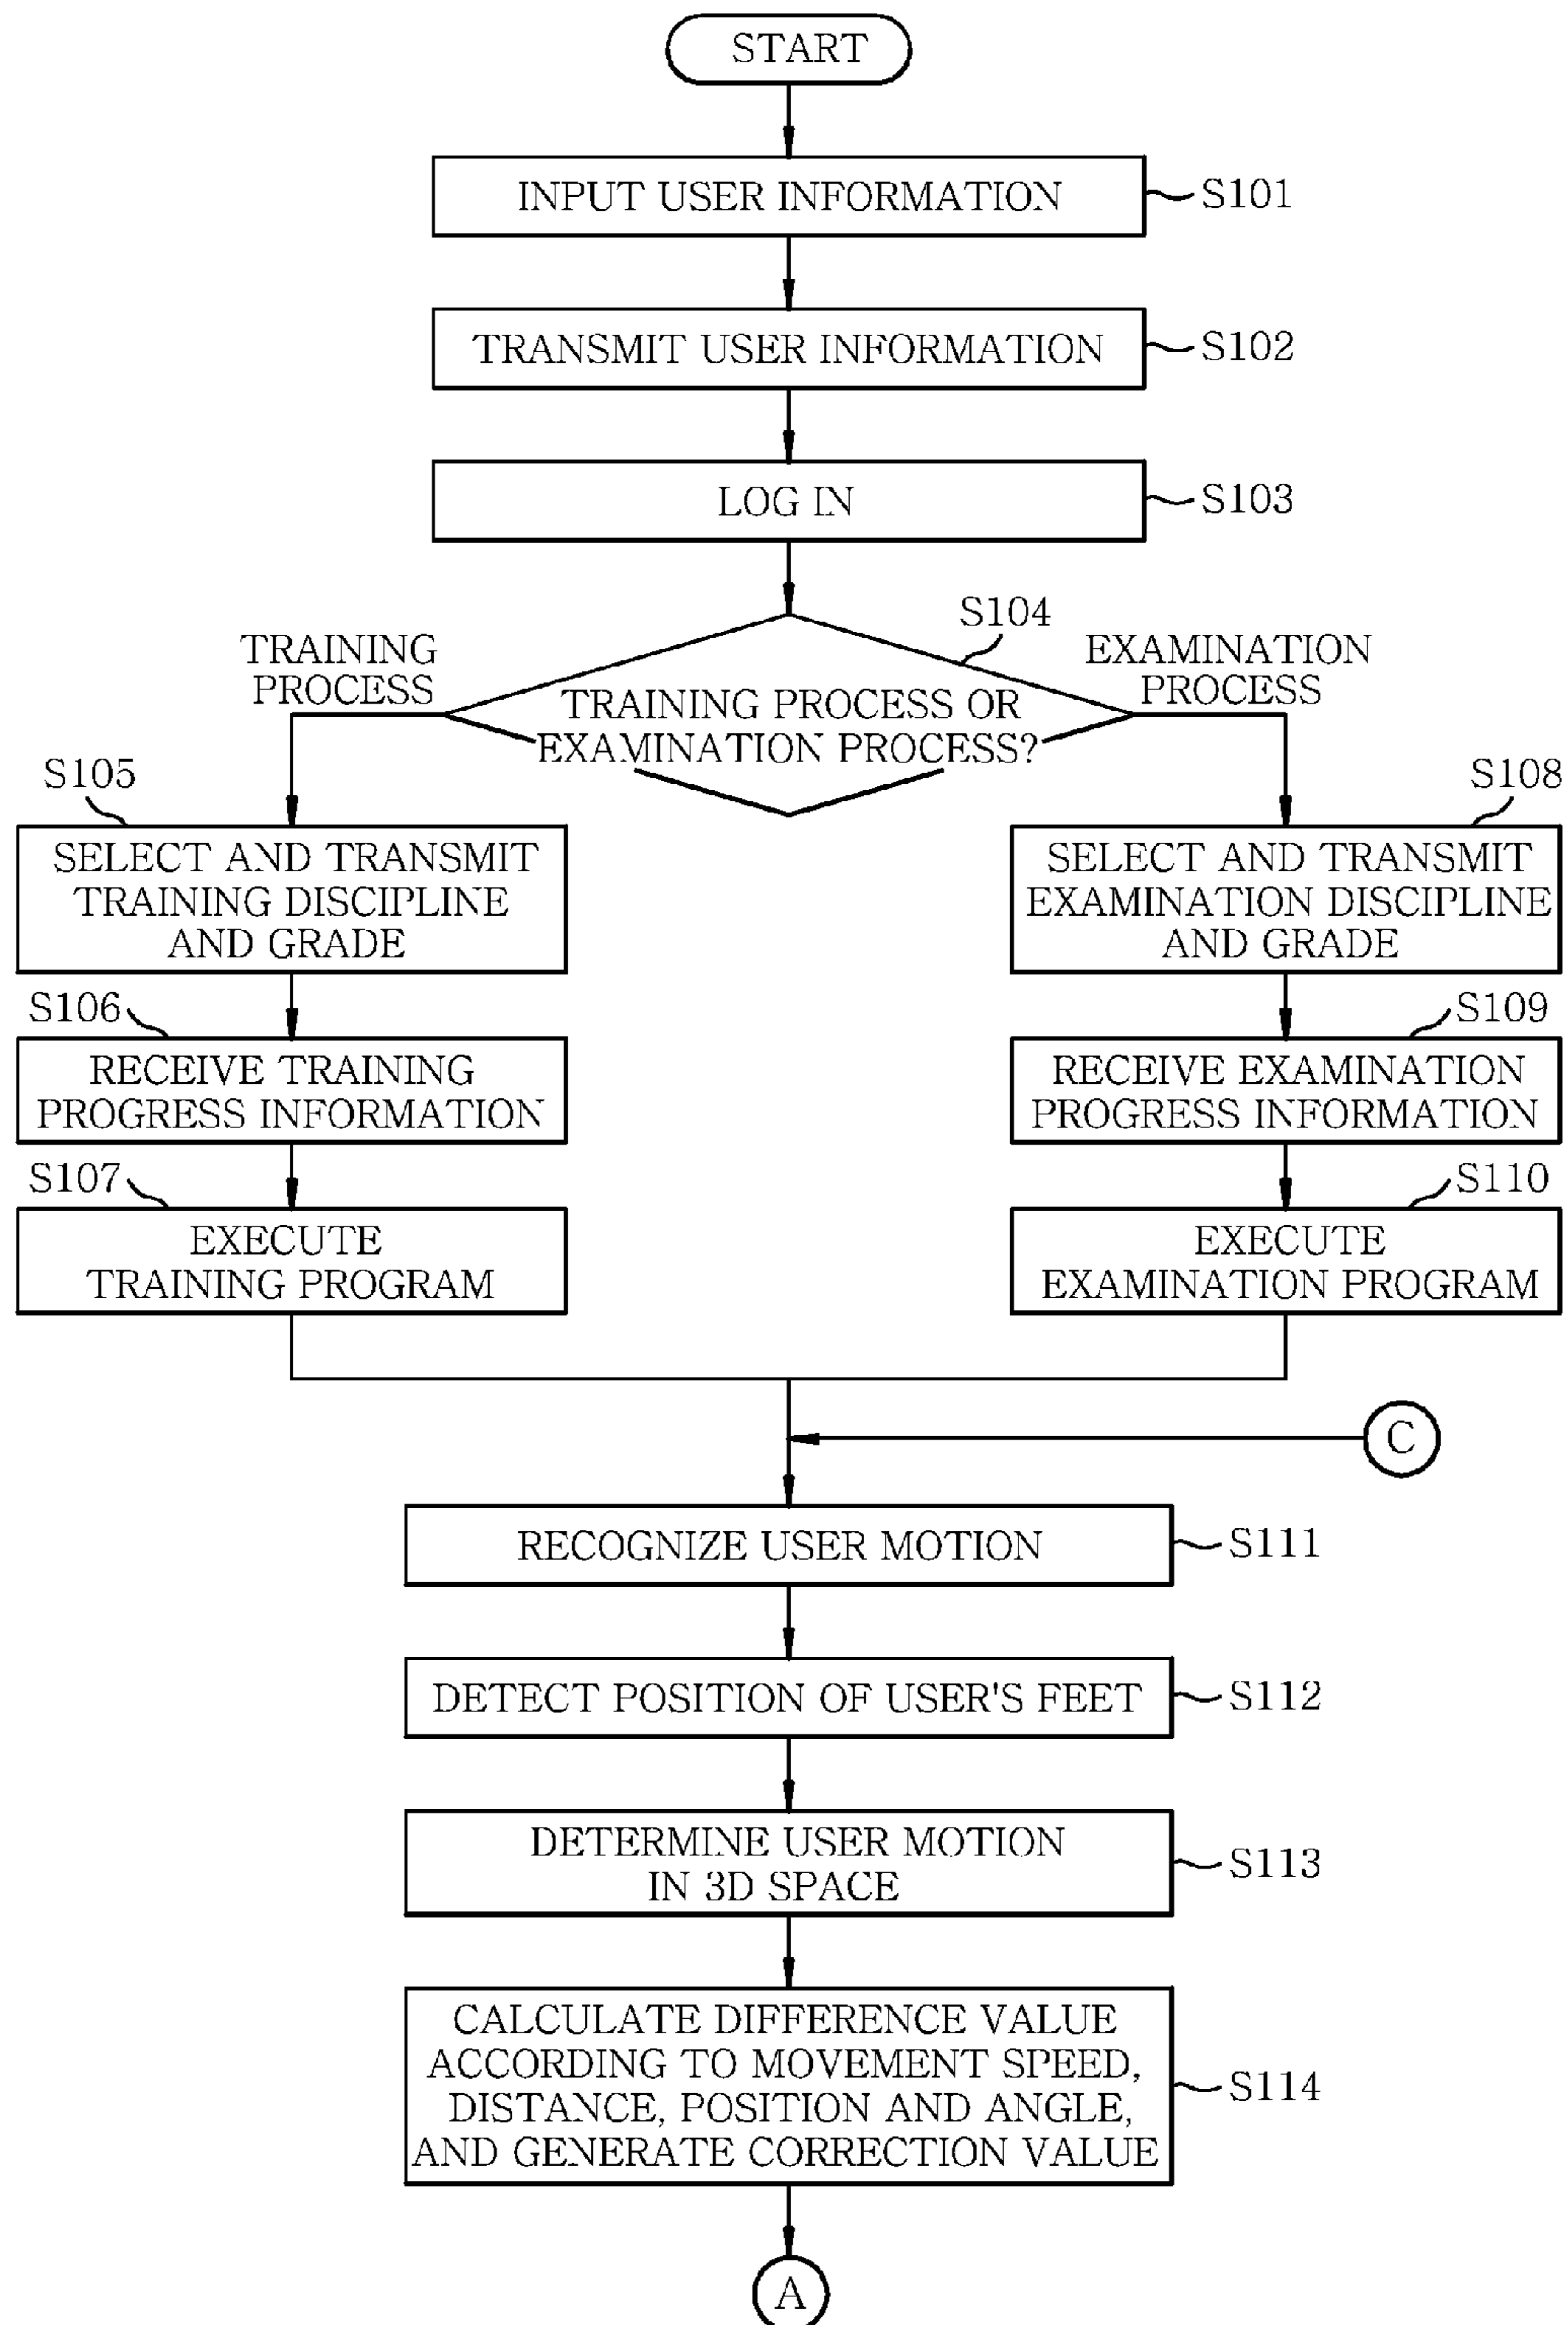 START
INPUT USER INFORMATION
S101
TRANSMIT USER INFORMATION
S102
LOG IN
S103
S104
TRAINING
PROCESS
EXAMINATION
PROCESS
TRAINING PROCESS OR
EXAMINATION PROCESS?
S105
SELECT AND TRANSMIT
TRAINING DISCIPLINE
AND GRADE
S108
SELECT AND TRANSMIT
EXAMINATION DISCIPLINE
AND GRADE
S106
RECEIVE TRAINING
PROGRESS INFORMATION
S109
RECEIVE EXAMINATION
PROGRESS INFORMATION
S107
EXECUTE
TRAINING PROGRAM
S110
EXECUTE
EXAMINATION PROGRAM
C
RECOGNIZE USER MOTION
S111
DETECT POSITION OF USER'S FEET
S112
DETERMINE USER MOTION
IN 3D SPACE
S113
CALCULATE DIFFERENCE VALUE
ACCORDING TO MOVEMENT SPEED,
DISTANCE, POSITION AND ANGLE,
AND GENERATE CORRECTION VALUE
S114
A